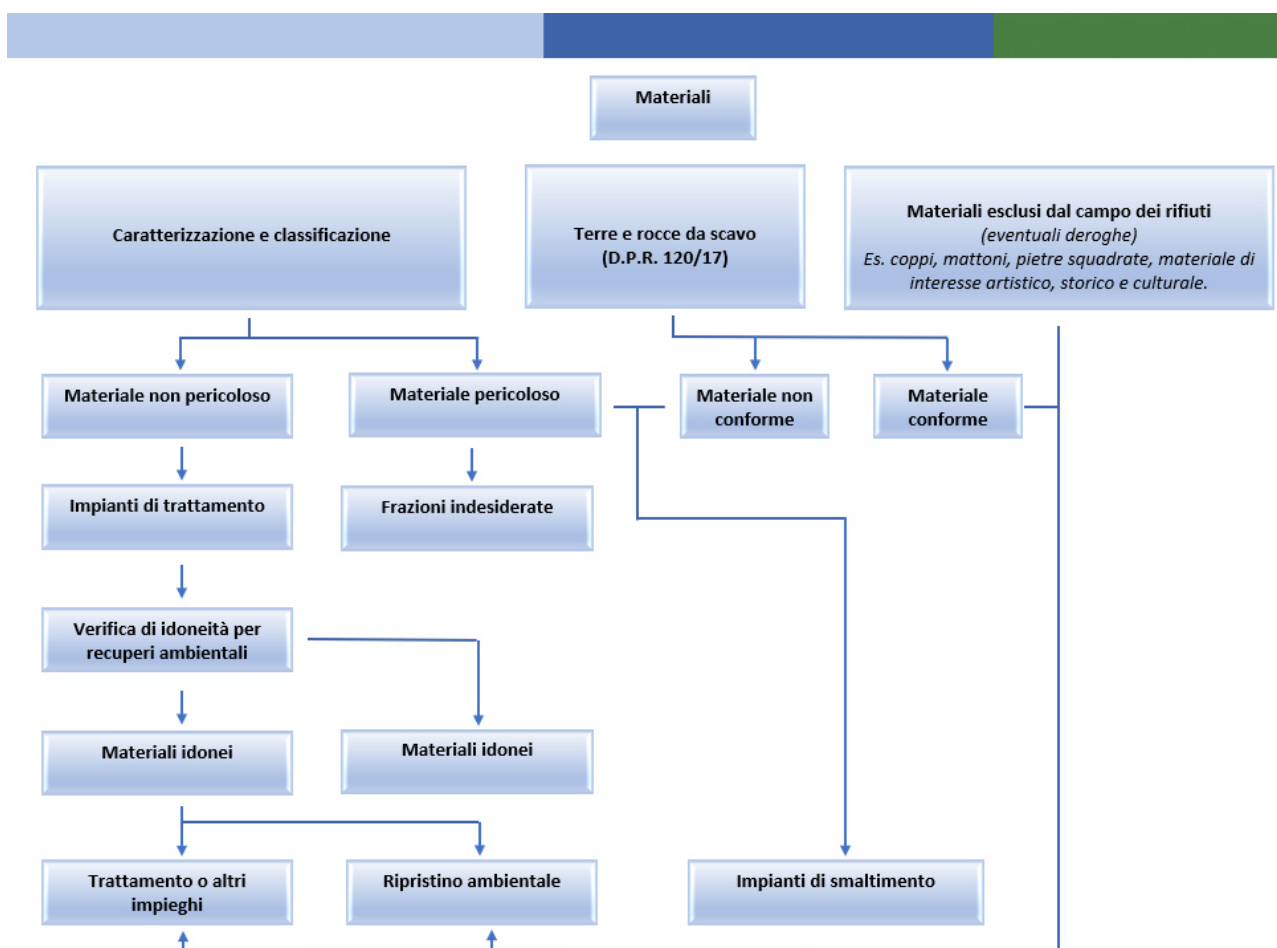 Materiali
Caratterizzazione e classificazione
Terre e rocce da scavo
(D.P.R. 120/17)
Materiali esclusi dal campo dei rifiuti
(eventuali deroghe)
Es. coppi, mattoni, pietre squadrate, materiale di
interesse artistico, storico e culturale.
Materiale non pericoloso
Materiale pericoloso
Materiale non
conforme
Materiale
conforme
Impianti di trattamento
Frazioni indesiderate
Verifica di idoneità per
recuperi ambientali
Materiali idonei
Materiali idonei
Trattamento o altri
impieghi
Ripristino ambientale
Impianti di smaltimento